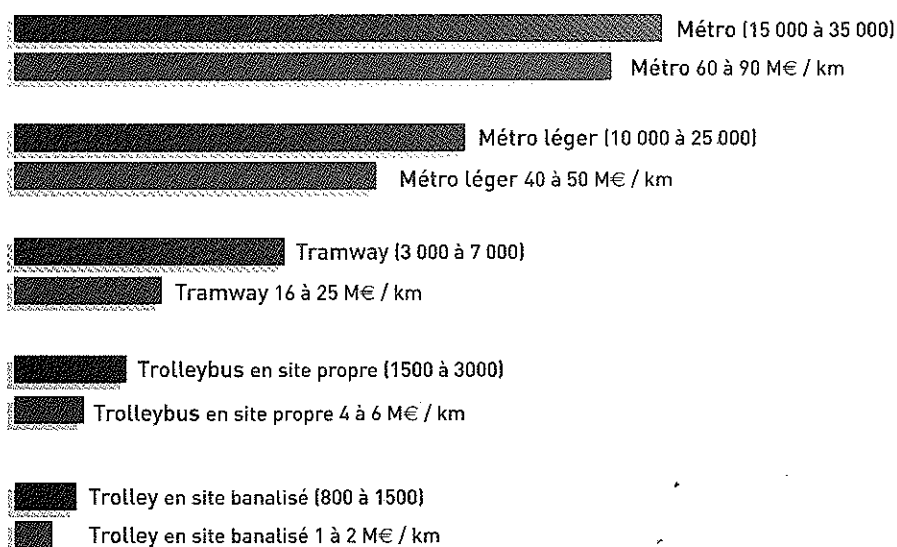 Métro (15 000 à 35 000)
Métro 60 à 90 M€ / km
Métro léger (10 000 à 25 000)
Métro léger 40 à 50 M€ / km
Tramway (3 000 à 7 000)
Tramway 16 à 25 M€ / km
Trolleybus en site propre (1500 à 3000)
Trolleybus en site propre 4 à 6 M€ / km
Trolley en site banalisé (800 à 1500)
Trolley en site banalisé 1 à 2 M€ / km